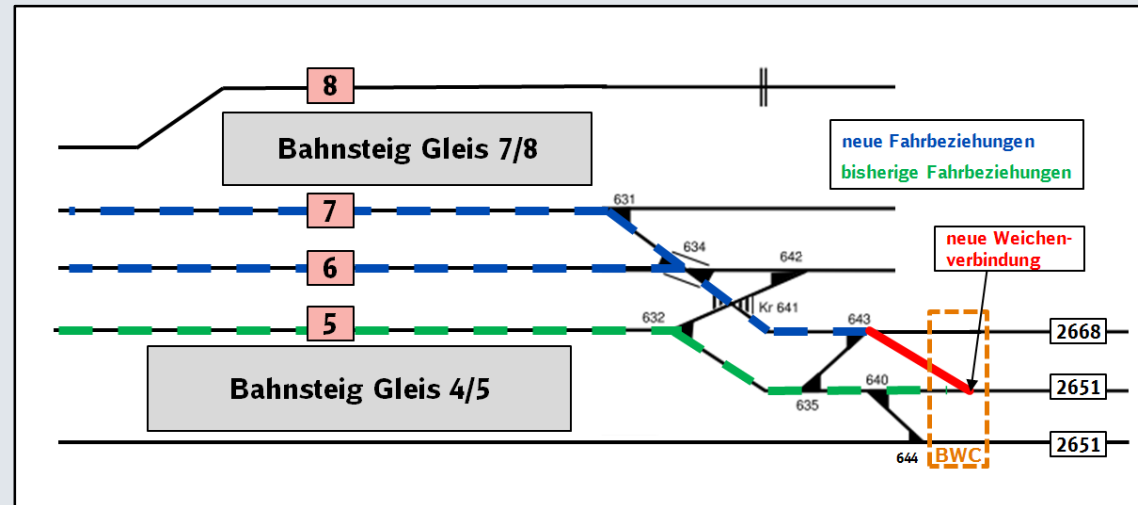 8
Bahnsteig Gleis 7/8
neue Fahrbeziehungen
bisherige Fahrbeziehungen
7
631
neue Weichen-
verbindung
634
6
642
Kr 641
5
632
643
2668
Bahnsteig Gleis 4/5
640
2651
635
2651
644
BWC